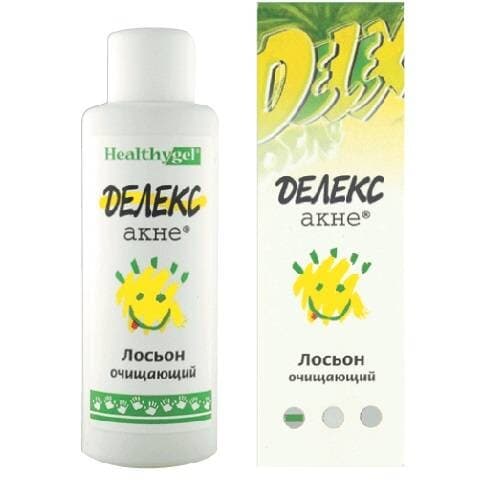 Healthygel®
ДЕЛЕКС
акне®
Лосьон
очищающий
DELEX
ДЕЛЕКС
акне®
Лосьон
очищающий